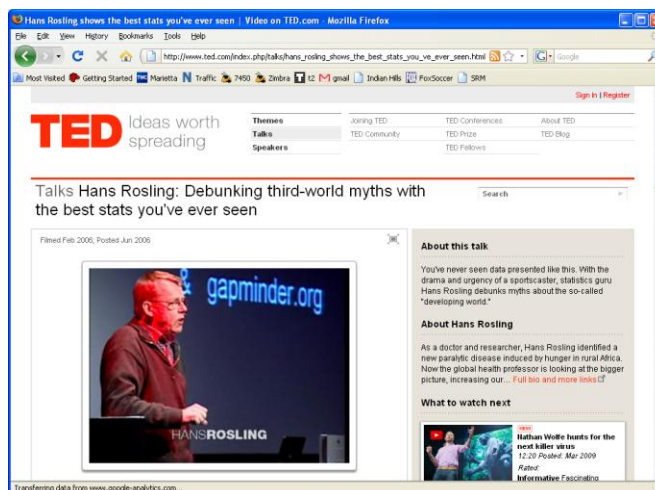 Hans Rosling shows the best stats you've ever seen | Video on TED.com - Mozilla Firefox
File Edit View History Bookmarks Tools Help
http://www.ted.com/index.php/talks/hans_rosling_shows_the_best_stats_you_ve_ever_seen.html
G Google
Most Visited Getting Started Marietta N Traffic 7450 Zimbra t2 gmail Indian Hills FoxSoccer SRM
Sign In | Register
TED Ideas worth
spreading
Themes Joining TED TED Conferences About TED
Talks TED Community TED Prize TED Blog
Speakers TED Fellows
Talks Hans Rosling: Debunking third-world myths with
the best stats you've ever seen
Search
Filmed Feb 2006; Posted Jun 2006
& gapminder.org
HANSROSLING
About this talk
You've never seen data presented like this. With the
drama and urgency of a sportscaster, statistics guru
Hans Rosling debunks myths about the so-called
"developing world."
About Hans Rosling
As a doctor and researcher, Hans Rosling identified a
new paralytic disease induced by hunger in rural Africa.
Now the global health professor is looking at the bigger
picture, increasing our... Full bio and more links
What to watch next
NEW
Nathan Wolfe hunts for the
next killer virus
12:20 Posted: Mar 2009
Rated:
Informative Fascinating
Transferring data from www.google-analytics.com...